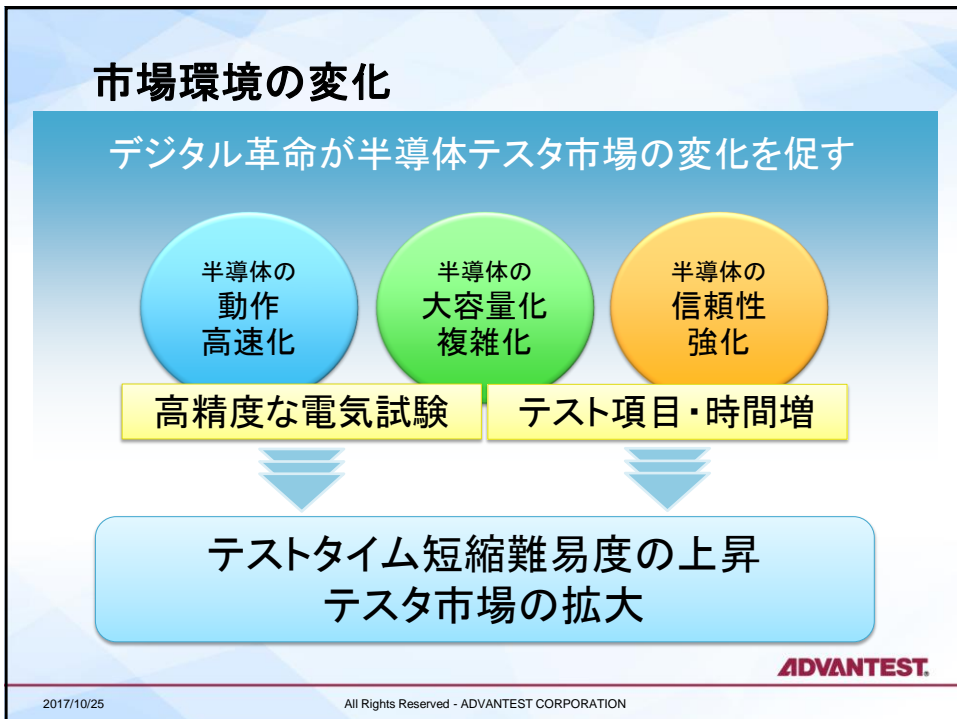 市場環境の変化
デジタル革命が半導体テスタ市場の変化を促す
半導体の
動作
高速化
半導体の
大容量化
複雑化
半導体の
信頼性
強化
高精度な電気試験
テスト項目・時間増
テストタイム短縮難易度の上昇
テスタ市場の拡大
ADVANTEST®
2017/10/25
All Rights Reserved - ADVANTEST CORPORATION